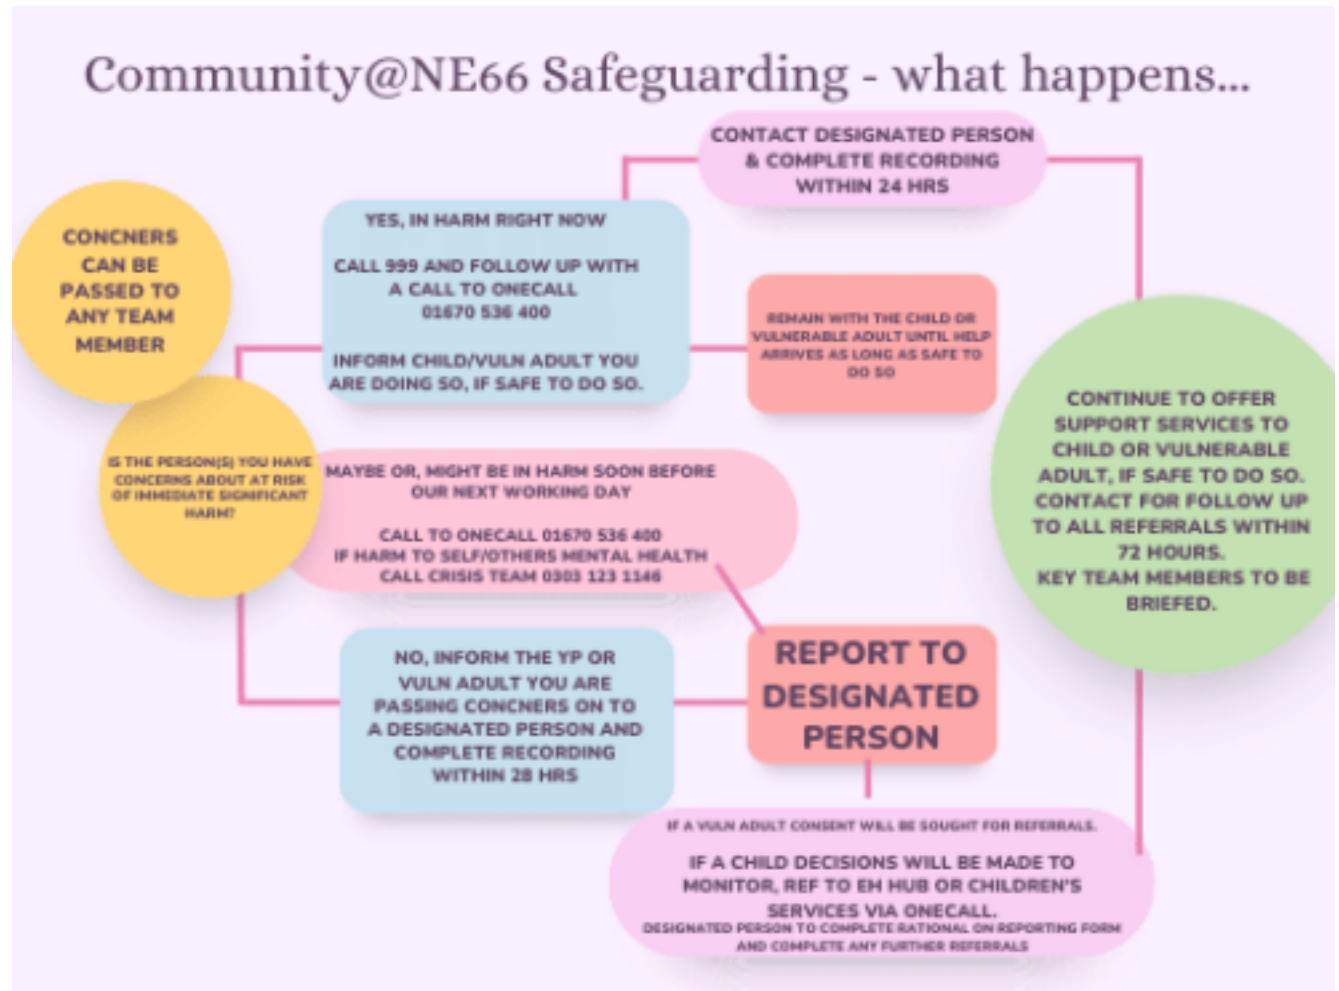 Community@NE66 Safeguarding - what happens...
CONTACT DESIGNATED PERSON
& COMPLETE RECORDING
WITHIN 24 HRS
CONCNERS
CAN BE
PASSED TO
ANY TEAM
MEMBER
YES, IN HARM RIGHT NOW
CALL 999 AND FOLLOW UP WITH
A CALL TO ONECALL
01670 536 400
INFORM CHILD/VULN ADULT YOU
ARE DOING SO, IF SAFE TO DO SO.
REMAIN WITH THE CHILD OR
VULNERABLE ADULT UNTIL HELP
ARRIVES AS LONG AS SAFE TO
DO SO
IS THE PERSON(S) YOU HAVE
CONCERNS ABOUT AT RISK
OF IMMEDIATE SIGNIFICANT
HARM?
MAYBE OR, MIGHT BE IN HARM SOON BEFORE
OUR NEXT WORKING DAY
CALL TO ONECALL 01670 536 400
IF HARM TO SELF/OTHERS MENTAL HEALTH
CALL CRISIS TEAM 0303 123 1146
CONTINUE TO OFFER
SUPPORT SERVICES TO
CHILD OR VULNERABLE
ADULT, IF SAFE TO DO SO.
CONTACT FOR FOLLOW UP
TO ALL REFERRALS WITHIN
72 HOURS.
KEY TEAM MEMBERS TO BE
BRIEFED.
NO, INFORM THE YP OR
VULN ADULT YOU ARE
PASSING CONCNERS ON TO
A DESIGNATED PERSON AND
COMPLETE RECORDING
WITHIN 28 HRS
REPORT TO
DESIGNATED
PERSON
IF A VULN ADULT CONSENT WILL BE SOUGHT FOR REFERRALS.
IF A CHILD DECISIONS WILL BE MADE TO
MONITOR, REF TO EH HUB OR CHILDREN'S
SERVICES VIA ONECALL.
DESIGNATED PERSON TO COMPLETE RATIONAL ON REPORTING FORM
AND COMPLETE ANY FURTHER REFERRALS